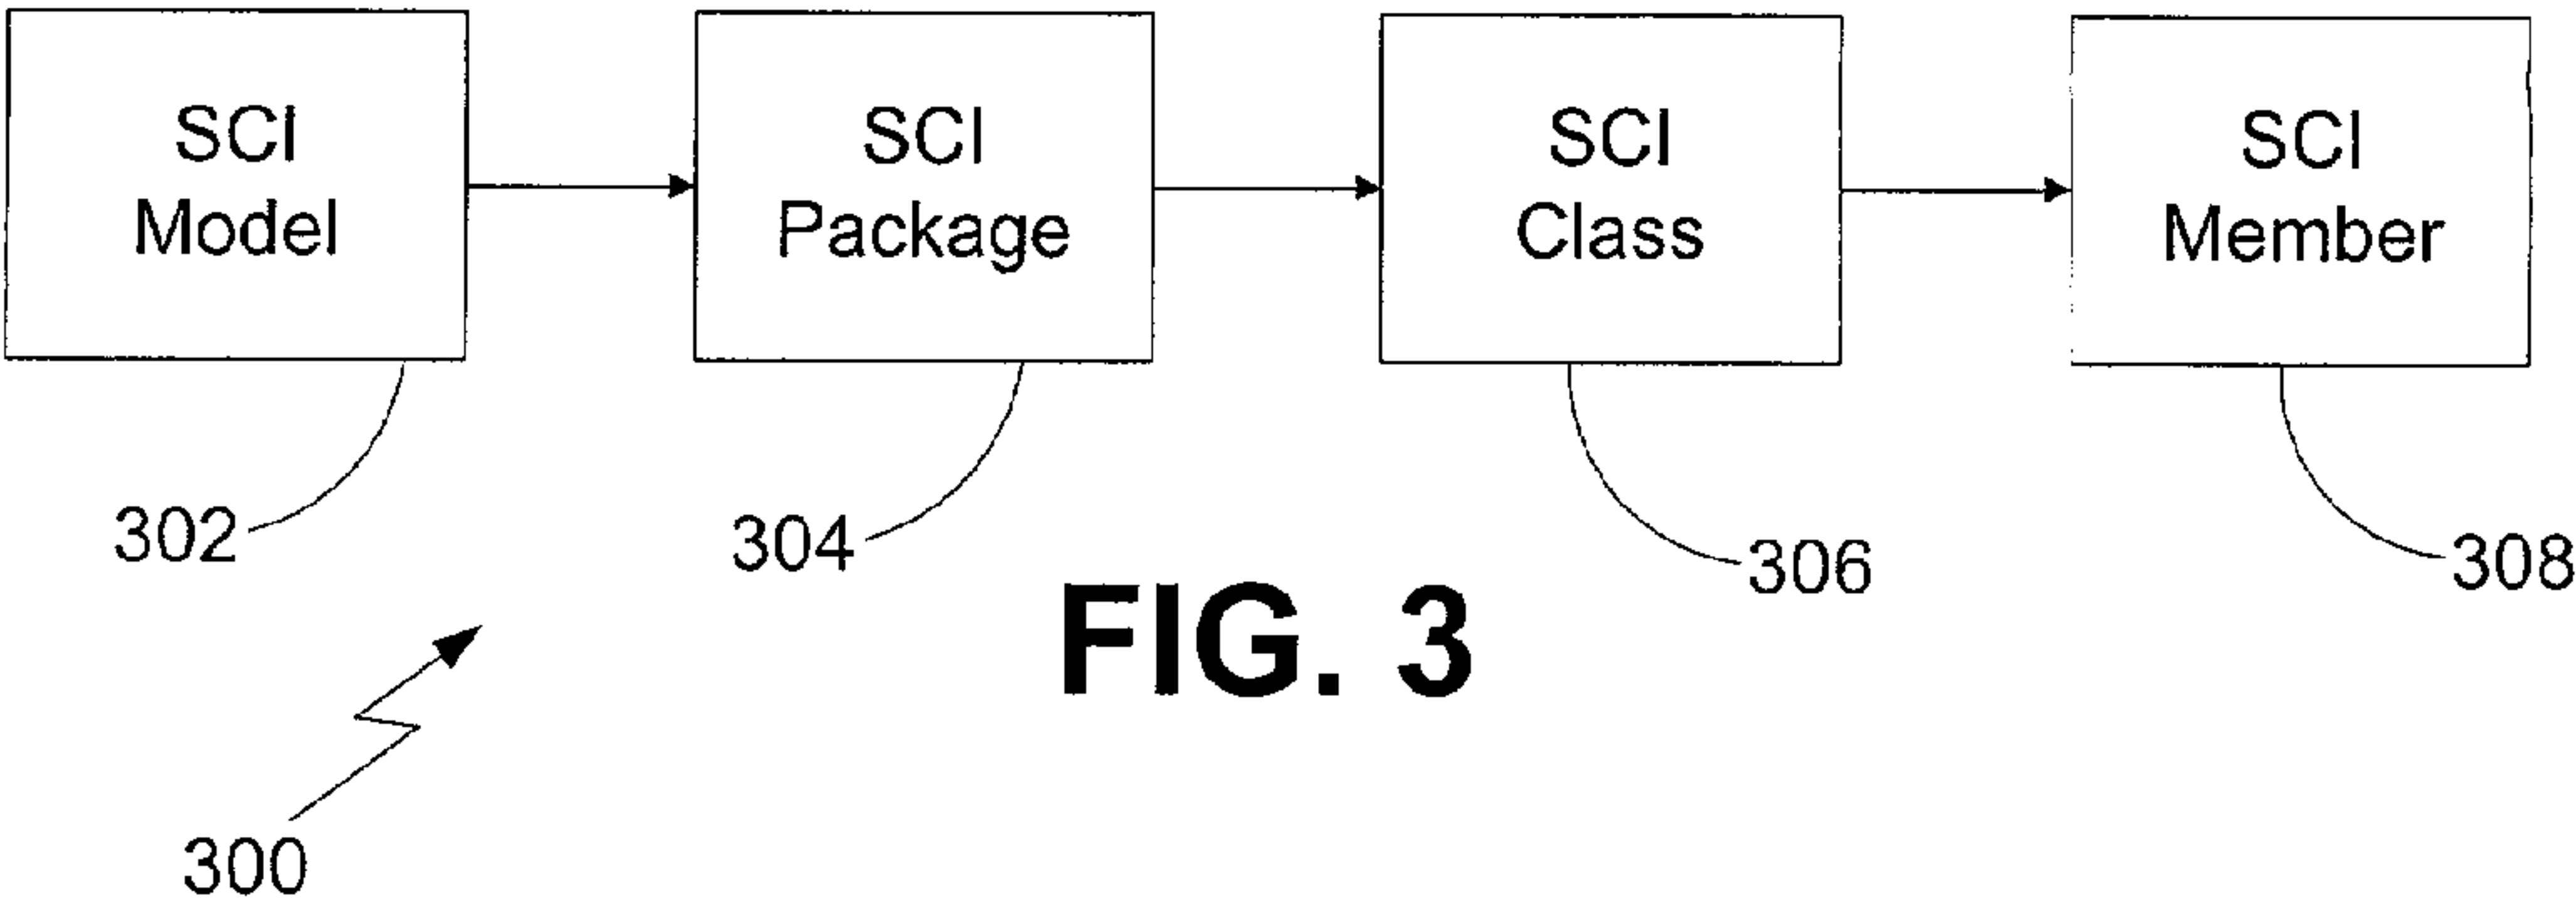 SCI
Model
SCI
Package
SCI
Class
SCI
Member
302
304
306
308
FIG. 3
300